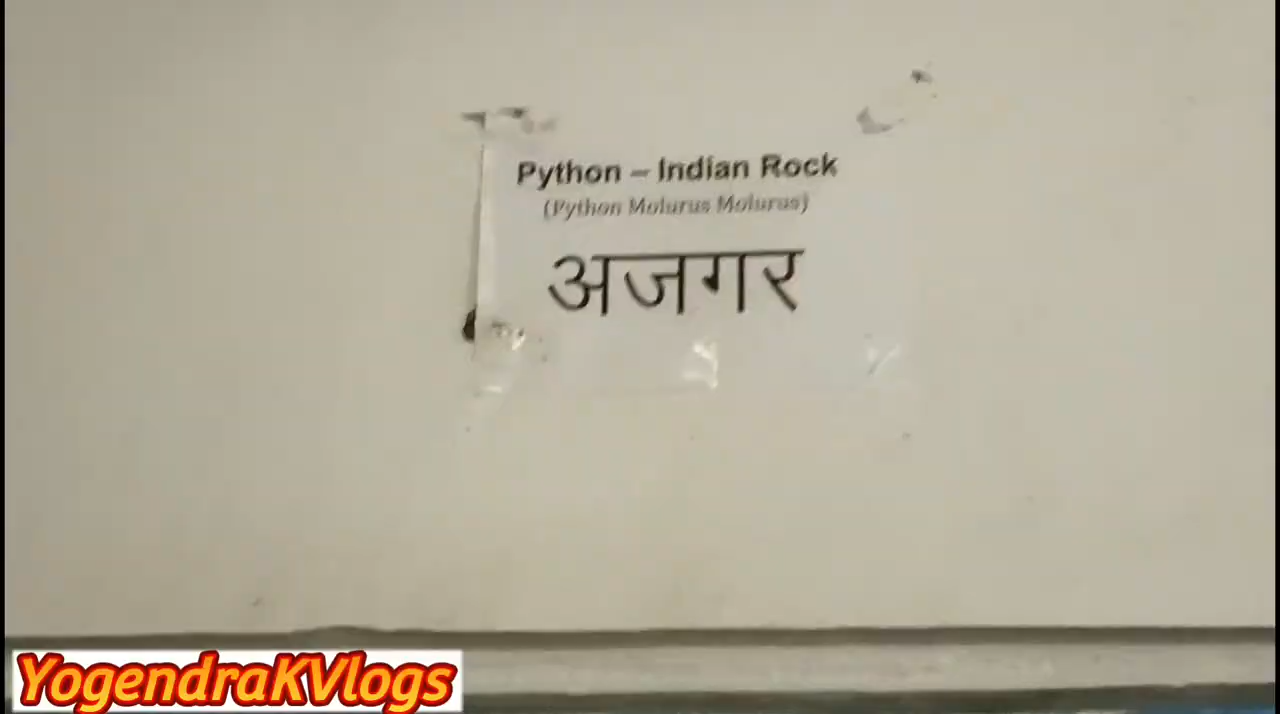 Python – Indian Rock
(Python Molurus Molurus)
अजगर
YogendraKVlogs